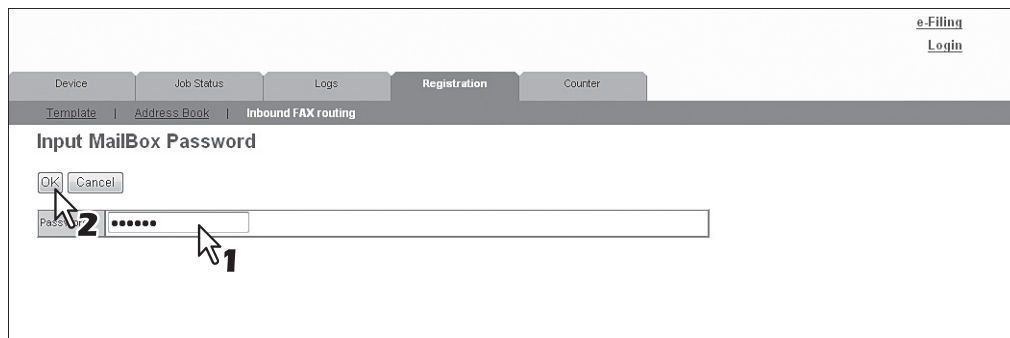 e-Filing
Login
Device Job Status Logs Registration Counter
Template | Address Book | Inbound FAX routing
Input MailBox Password
OK Cancel
2
Password ••••••
1